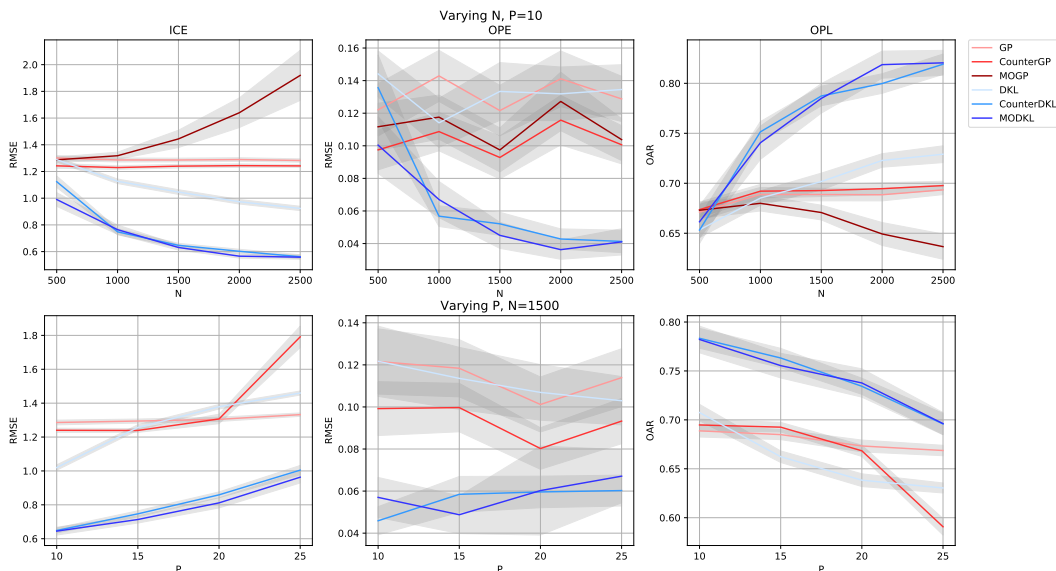 Varying N, P=10
ICE
OPE
OPL
RMSE
2.0
1.8
1.6
1.4
1.2
1.0
0.8
0.6
500
1000
1500
2000
2500
N
RMSE
0.16
0.14
0.12
0.10
0.08
0.06
0.04
500
1000
1500
2000
2500
N
OAR
0.80
0.75
0.70
0.65
500
1000
1500
2000
2500
N
GP
CounterGP
MOGP
DKL
CounterDKL
MODKL
Varying P, N=1500
RMSE
1.8
1.6
1.4
1.2
1.0
0.8
0.6
10
15
20
25
P
RMSE
0.14
0.12
0.10
0.08
0.06
0.04
10
15
20
25
P
OAR
0.80
0.75
0.70
0.65
0.60
10
15
20
25
P